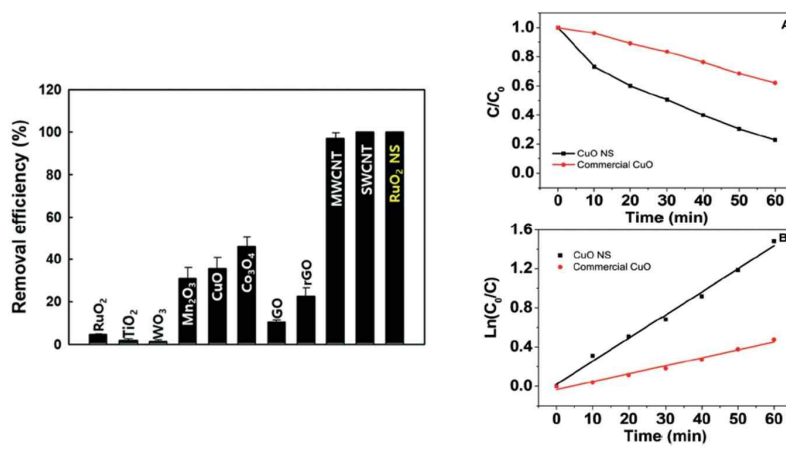 Removal efficiency (%)
120
100
80
60
40
20
0
RuO₂
TiO₂
WO₃
Mn₂O₃
CuO
Co₃O₄
GO
rGO
MWCNT
SWCNT
RuO₂ NS
A
C/C₀
1.0
0.8
0.6
0.4
0.2
0.0
CuO NS
Commercial CuO
0 10 20 30 40 50 60
Time (min)
B
Ln(C₀/C)
1.6
1.2
0.8
0.4
0.0
CuO NS
Commercial CuO
0 10 20 30 40 50 60
Time (min)